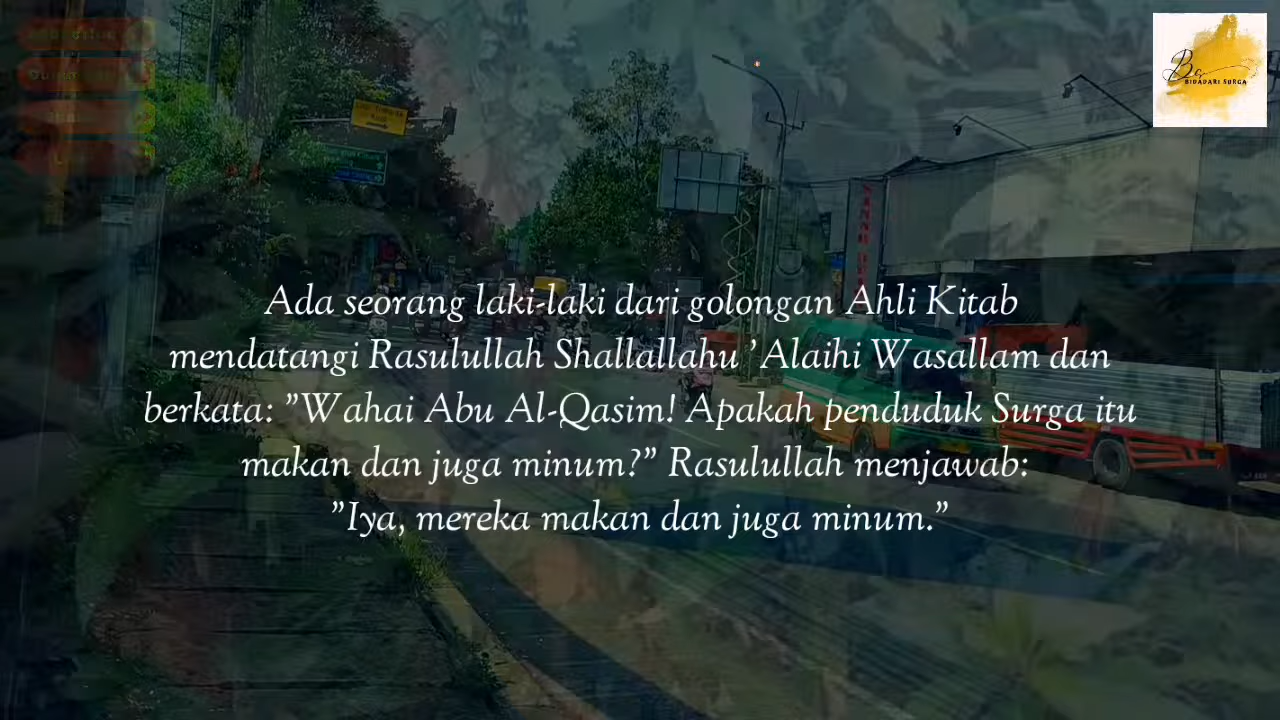 Bs
BIDADARI SURGA
Ada seorang laki-laki dari golongan Ahli Kitab
mendatangi Rasulullah Shallallahu 'Alaihi Wasallam dan
berkata: "Wahai Abu Al-Qasim! Apakah penduduk Surga itu
makan dan juga minum?" Rasulullah menjawab:
"Iya, mereka makan dan juga minum."